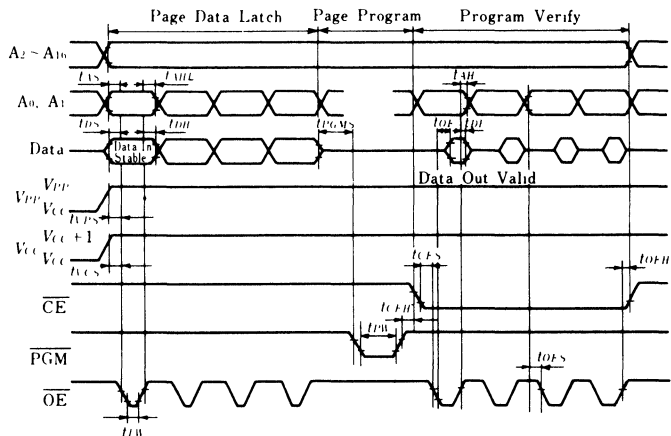 Page Data Latch Page Program Program Verify
A2 ~ A16
tAS tAHL tAH
A0, A1
tDS tDH tPGMS tOE tDF
Data Data In Stable
Data Out Valid
VPP VPP
VCC
tVPS
VCC VCC +1
VCC
tVCS
tCES tOEH
CE
tCEH
tPW
PGM
tOES
OE
tLW